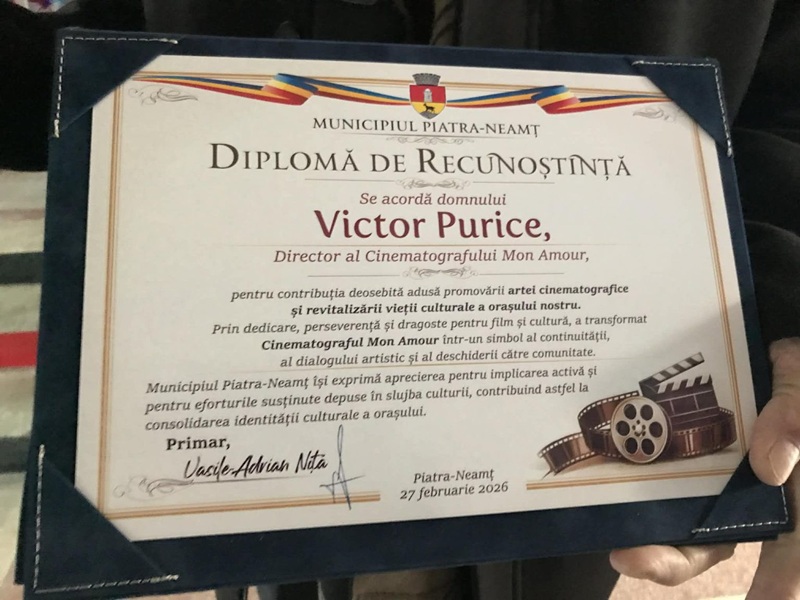 MUNICIPIUL PIATRA-NEAMȚ
DIPLOMĂ DE RECUNOȘTINȚĂ
Se acordă domnului
Victor Purice,
Director al Cinematografului Mon Amour,
pentru contribuția deosebită adusă promovării artei cinematografice
și revitalizării vieții culturale a orașului nostru.
Prin dedicare, perseverență și dragoste pentru film și cultură, a transformat
Cinematograful Mon Amour într-un simbol al continuității,
al dialogului artistic și al deschiderii către comunitate.
Municipiul Piatra-Neamț își exprimă aprecierea pentru implicarea activă și
pentru eforturile susținute depuse în slujba culturii, contribuind astfel la
consolidarea identității culturale a orașului.
Primar,
Vasile-Adrian Niță
Piatra-Neamț
27 februarie 2026